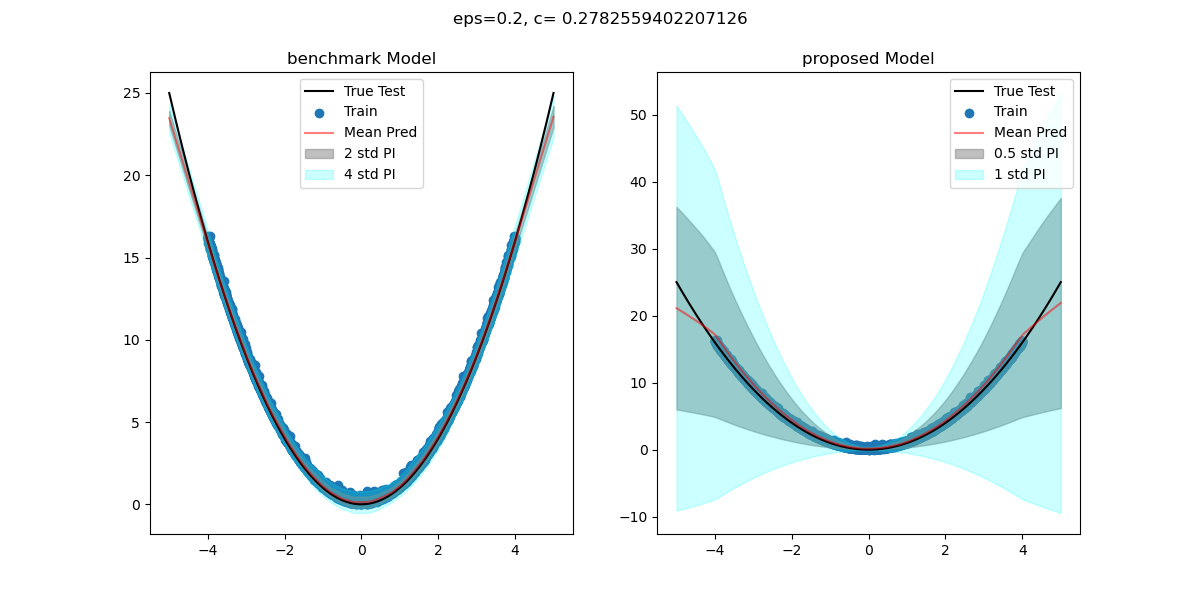 eps=0.2, c= 0.2782559402207126
benchmark Model
25
20
15
10
5
0
−4
−2
0
2
4
True Test
Train
Mean Pred
2 std PI
4 std PI
proposed Model
50
40
30
20
10
0
−10
−4
−2
0
2
4
True Test
Train
Mean Pred
0.5 std PI
1 std PI